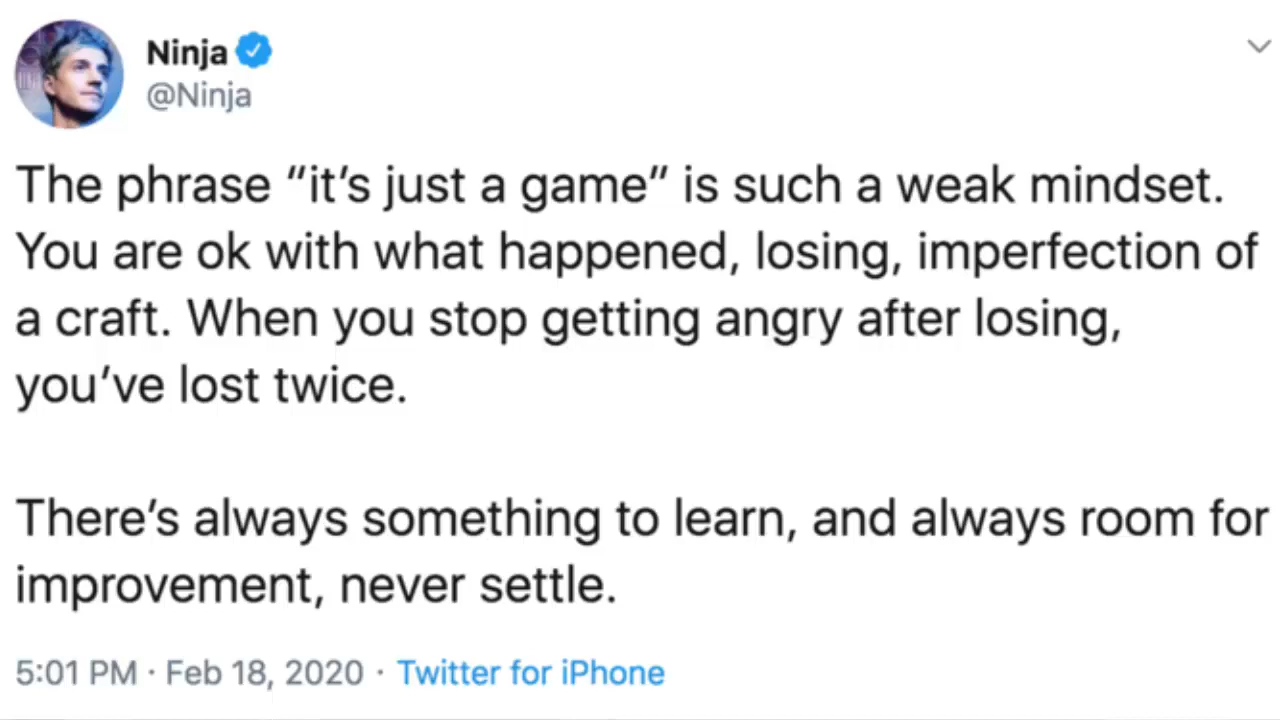 Ninja
@Ninja
The phrase “it’s just a game” is such a weak mindset.
You are ok with what happened, losing, imperfection of
a craft. When you stop getting angry after losing,
you’ve lost twice.
There’s always something to learn, and always room for
improvement, never settle.
5:01 PM · Feb 18, 2020 · Twitter for iPhone